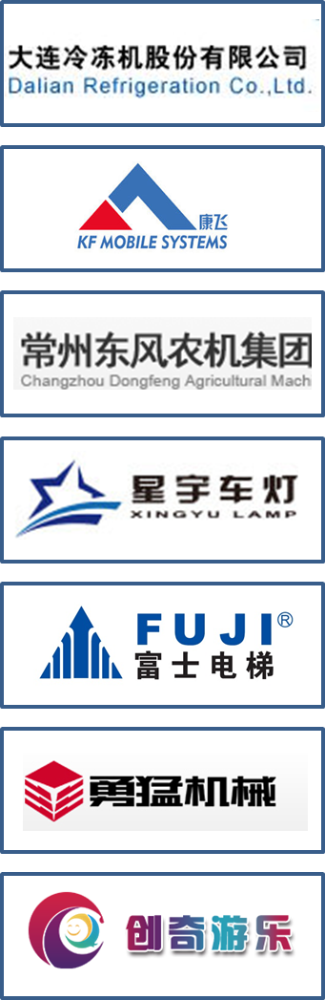 大连冷冻机股份有限公司
Dalian Refrigeration Co.,Ltd.
康飞
KF MOBILE SYSTEMS
常州东风农机集团
Changzhou Dongfeng Agricultural Mach
星宇车灯
XINGYU LAMP
FUJI®
富士电梯
勇猛机械
创奇游乐